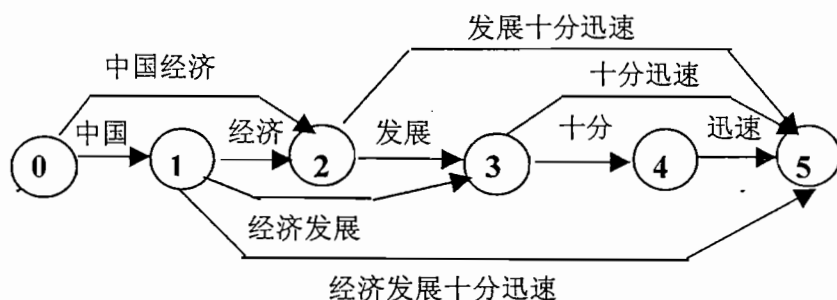 发展十分迅速
中国经济
十分迅速
中国 经济 发展 十分 迅速
0 1 2 3 4 5
经济发展
经济发展十分迅速